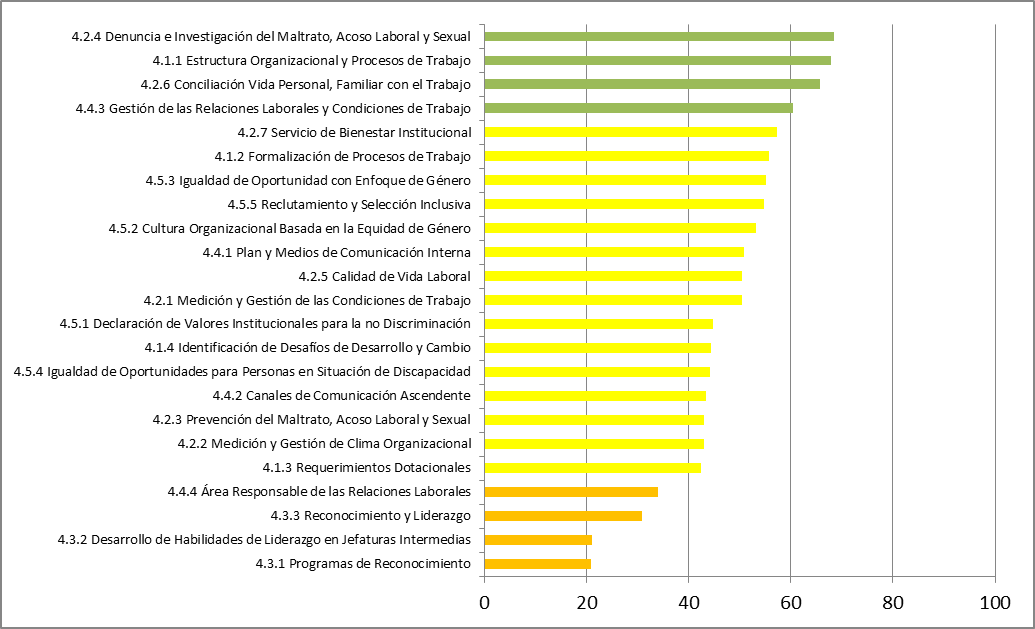 4.2.4 Denuncia e Investigación del Maltrato, Acoso Laboral y Sexual
4.1.1 Estructura Organizacional y Procesos de Trabajo
4.2.6 Conciliación Vida Personal, Familiar con el Trabajo
4.4.3 Gestión de las Relaciones Laborales y Condiciones de Trabajo
4.2.7 Servicio de Bienestar Institucional
4.1.2 Formalización de Procesos de Trabajo
4.5.3 Igualdad de Oportunidad con Enfoque de Género
4.5.5 Reclutamiento y Selección Inclusiva
4.5.2 Cultura Organizacional Basada en la Equidad de Género
4.4.1 Plan y Medios de Comunicación Interna
4.2.5 Calidad de Vida Laboral
4.2.1 Medición y Gestión de las Condiciones de Trabajo
4.5.1 Declaración de Valores Institucionales para la no Discriminación
4.1.4 Identificación de Desafíos de Desarrollo y Cambio
4.5.4 Igualdad de Oportunidades para Personas en Situación de Discapacidad
4.4.2 Canales de Comunicación Ascendente
4.2.3 Prevención del Maltrato, Acoso Laboral y Sexual
4.2.2 Medición y Gestión de Clima Organizacional
4.1.3 Requerimientos Dotacionales
4.4.4 Área Responsable de las Relaciones Laborales
4.3.3 Reconocimiento y Liderazgo
4.3.2 Desarrollo de Habilidades de Liderazgo en Jefaturas Intermedias
4.3.1 Programas de Reconocimiento
0 20 40 60 80 100